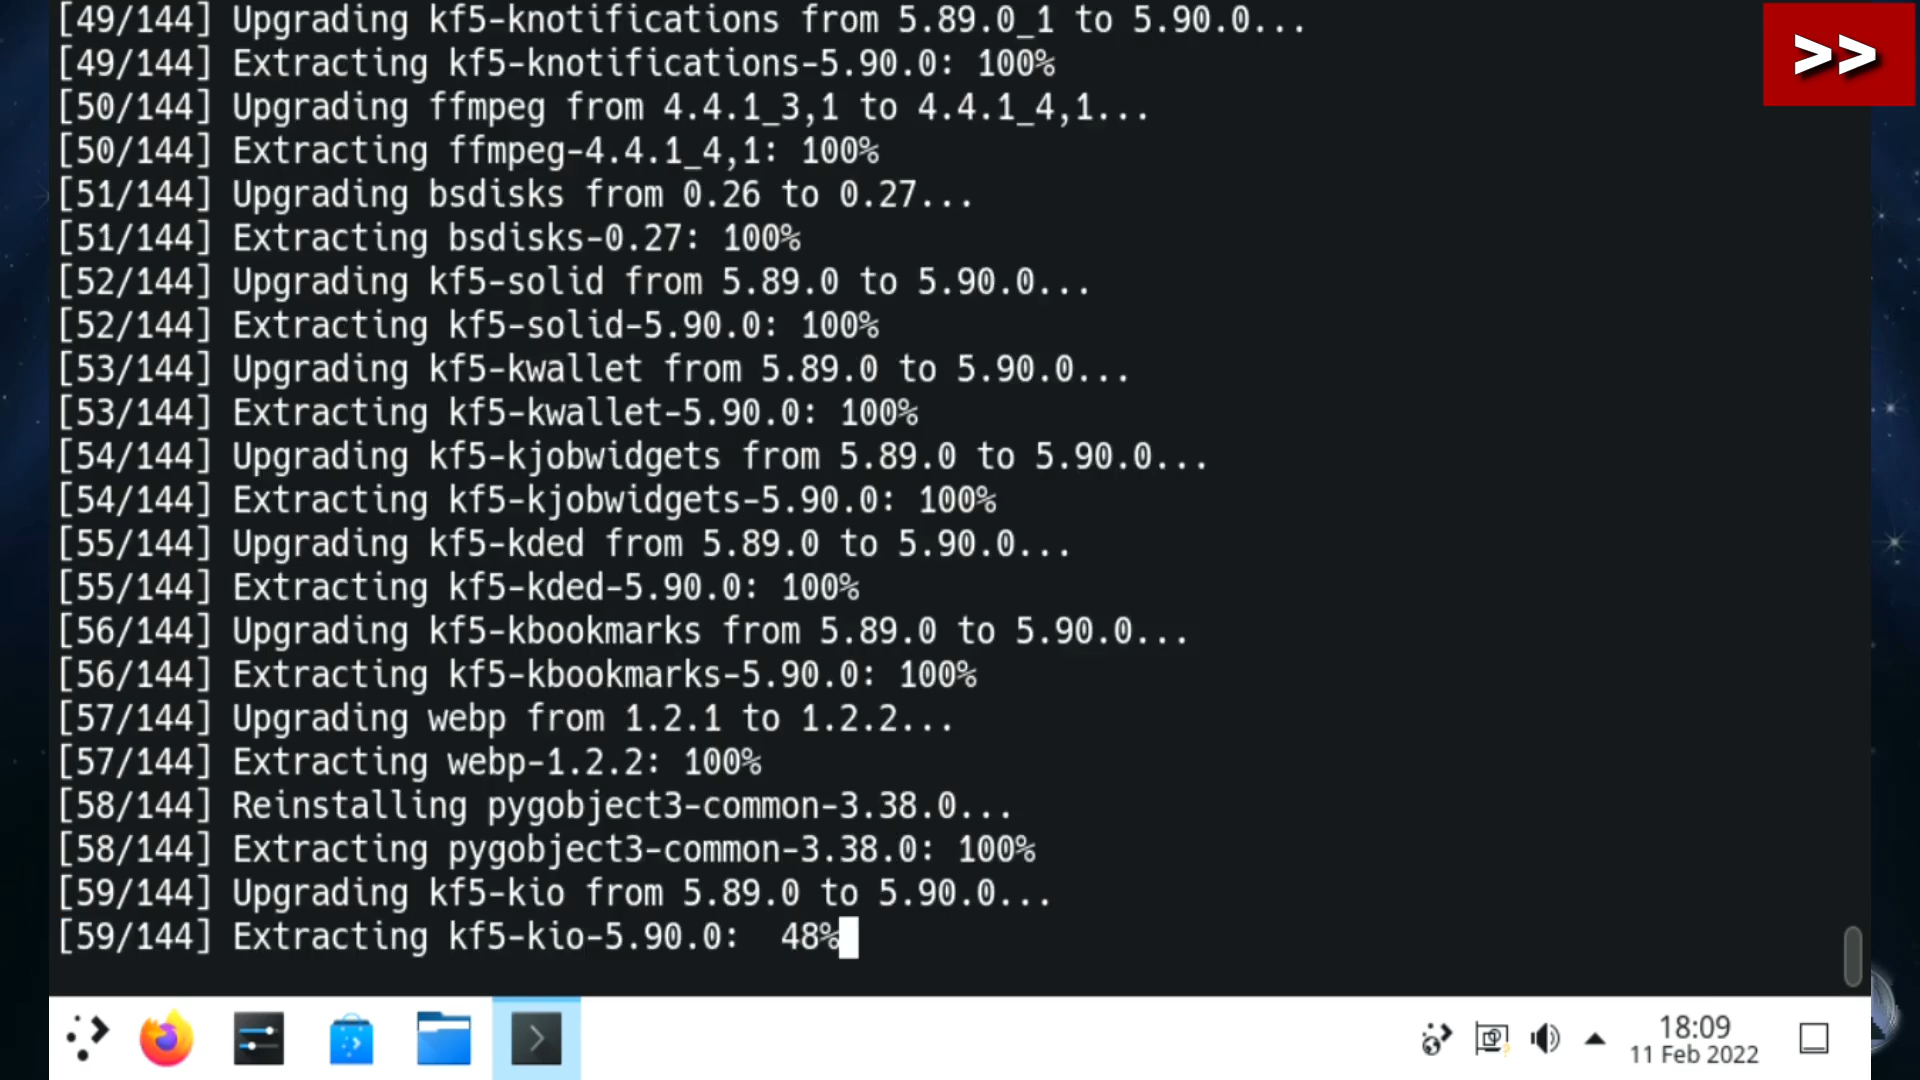 [49/144] Upgrading kf5-knotifications from 5.89.0_1 to 5.90.0...
[49/144] Extracting kf5-knotifications-5.90.0: 100%
[50/144] Upgrading ffmpeg from 4.4.1_3,1 to 4.4.1_4,1...
[50/144] Extracting ffmpeg-4.4.1_4,1: 100%
[51/144] Upgrading bsdisks from 0.26 to 0.27...
[51/144] Extracting bsdisks-0.27: 100%
[52/144] Upgrading kf5-solid from 5.89.0 to 5.90.0...
[52/144] Extracting kf5-solid-5.90.0: 100%
[53/144] Upgrading kf5-kwallet from 5.89.0 to 5.90.0...
[53/144] Extracting kf5-kwallet-5.90.0: 100%
[54/144] Upgrading kf5-kjobwidgets from 5.89.0 to 5.90.0...
[54/144] Extracting kf5-kjobwidgets-5.90.0: 100%
[55/144] Upgrading kf5-kded from 5.89.0 to 5.90.0...
[55/144] Extracting kf5-kded-5.90.0: 100%
[56/144] Upgrading kf5-kbookmarks from 5.89.0 to 5.90.0...
[56/144] Extracting kf5-kbookmarks-5.90.0: 100%
[57/144] Upgrading webp from 1.2.1 to 1.2.2...
[57/144] Extracting webp-1.2.2: 100%
[58/144] Reinstalling pygobject3-common-3.38.0...
[58/144] Extracting pygobject3-common-3.38.0: 100%
[59/144] Upgrading kf5-kio from 5.89.0 to 5.90.0...
[59/144] Extracting kf5-kio-5.90.0:  48%
>>
18:09
11 Feb 2022